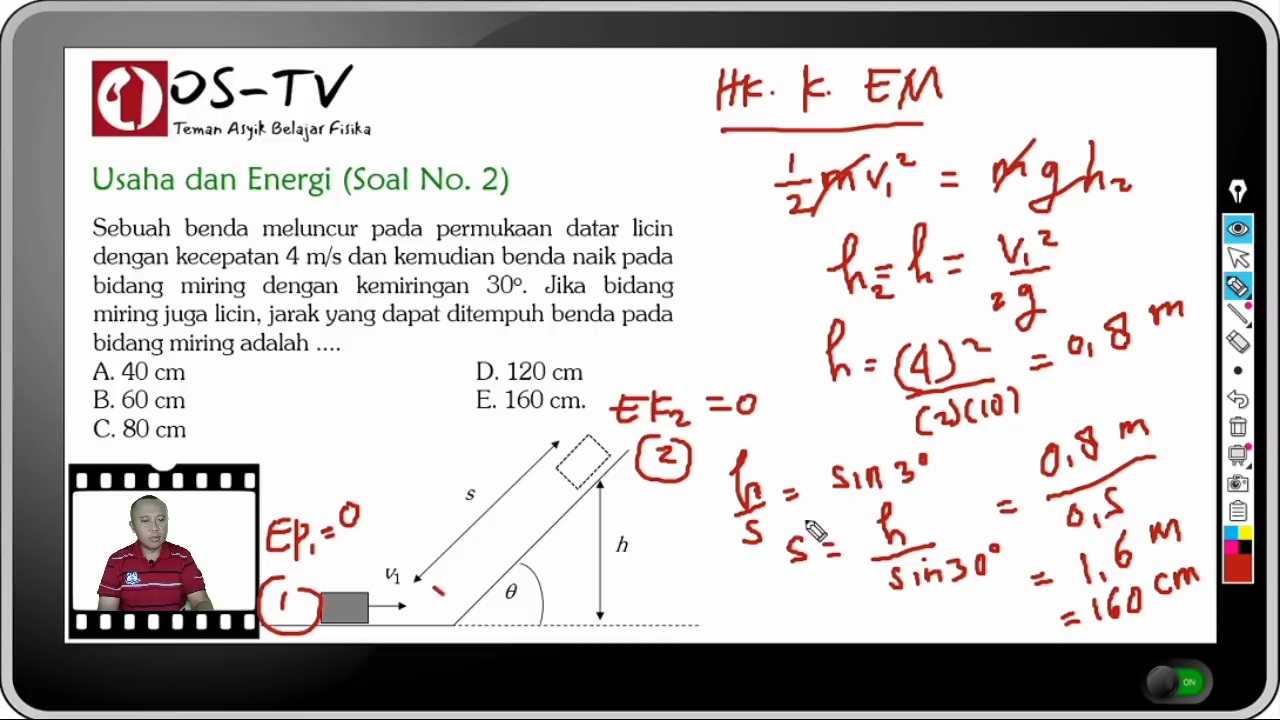 OS-TV
Teman Asyik Belajar Fisika
Usaha dan Energi (Soal No. 2)
Sebuah benda meluncur pada permukaan datar licin
dengan kecepatan 4 m/s dan kemudian benda naik pada
bidang miring dengan kemiringan 30°. Jika bidang
miring juga licin, jarak yang dapat ditempuh benda pada
bidang miring adalah ....
A. 40 cm
B. 60 cm
C. 80 cm
D. 120 cm
E. 160 cm.
EK₂ = 0
2
s
h
Ep₁ = 0
1
v₁
θ
Hk. K. EM
1/2 m v₁² = m g h₂
h₂ = h = v₁²/2g
h = (4)²/(2)(10) = 0,8 m
h/s = sin 3°
s = h/sin 30° = 0,8 m/0,5
= 1,6 m
= 160 cm
ON